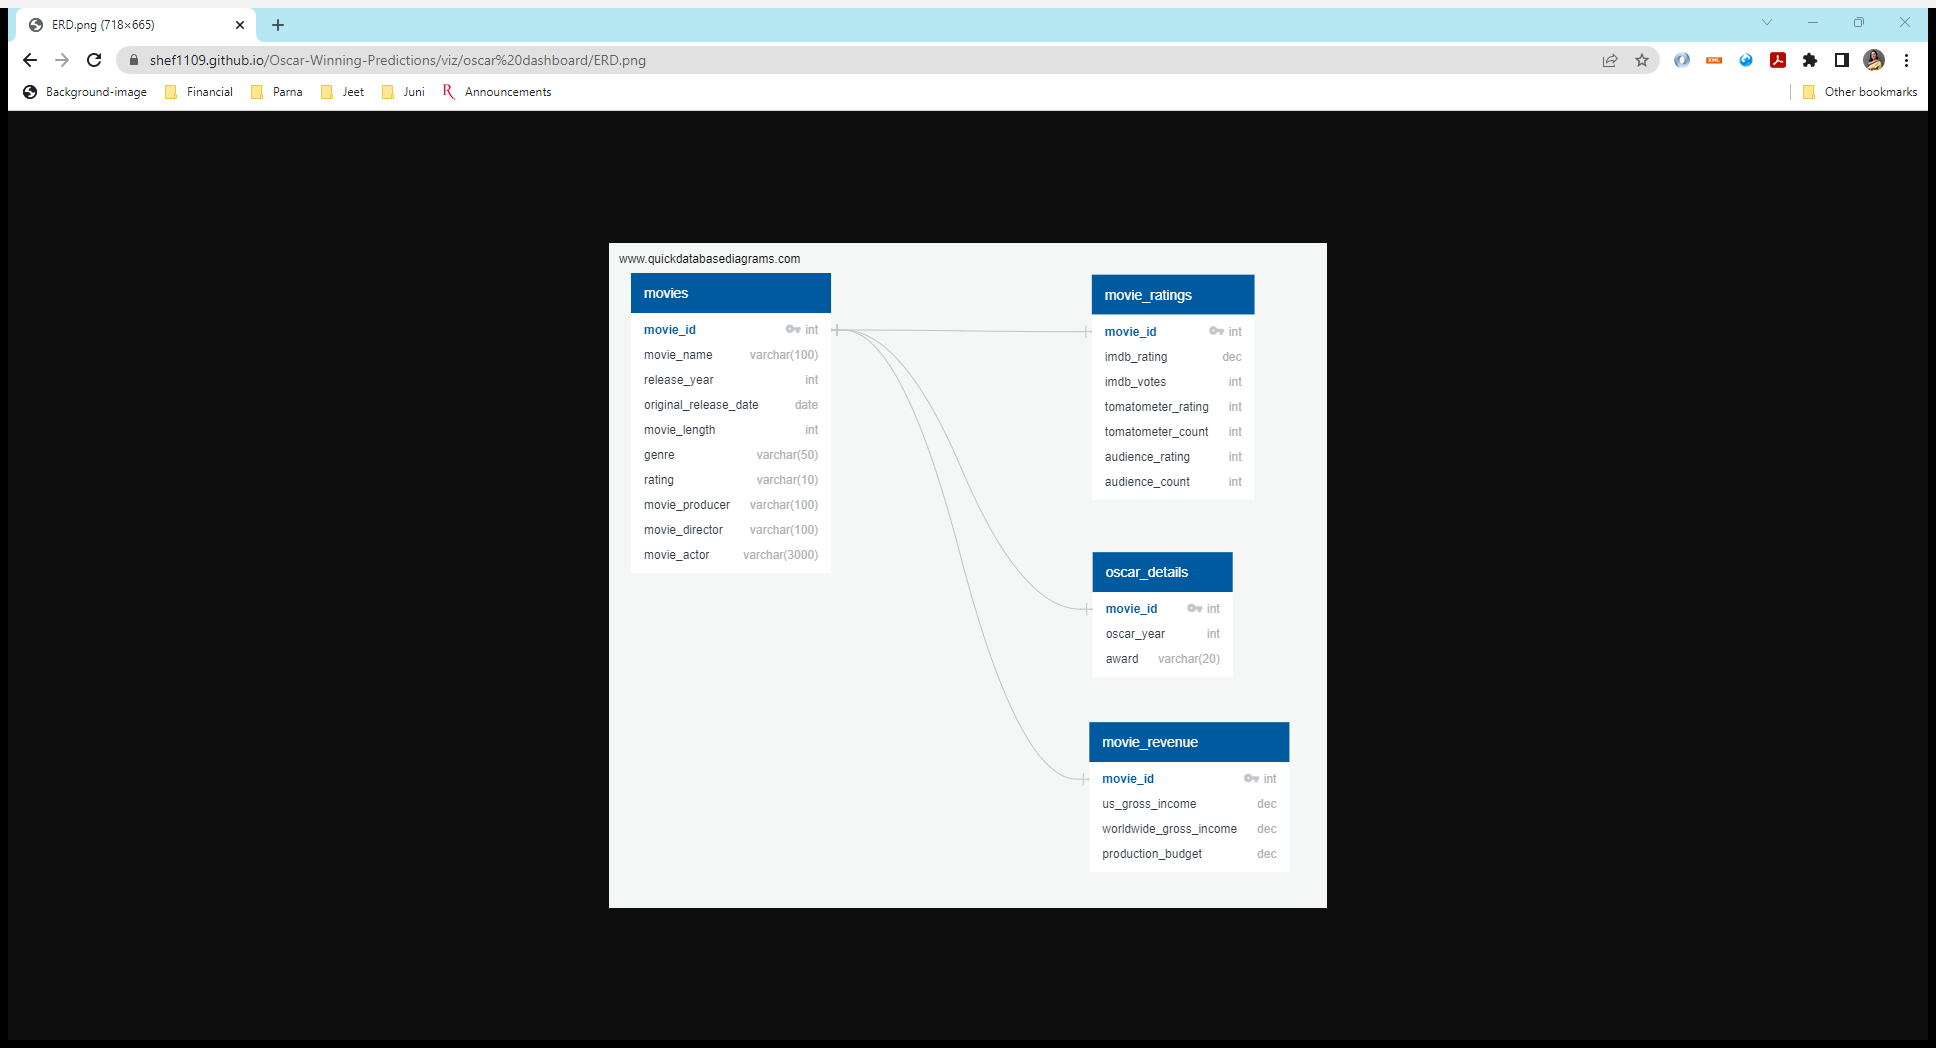 ERD.png (718×665)
shef1109.github.io/Oscar-Winning-Predictions/viz/oscar%20dashboard/ERD.png
XML
Background-image Financial Parna Jeet Juni R Announcements Other bookmarks
www.quickdatabasediagrams.com
movies
movie_id int
movie_name varchar(100)
release_year int
original_release_date date
movie_length int
genre varchar(50)
rating varchar(10)
movie_producer varchar(100)
movie_director varchar(100)
movie_actor varchar(3000)
movie_ratings
movie_id int
imdb_rating dec
imdb_votes int
tomatometer_rating int
tomatometer_count int
audience_rating int
audience_count int
oscar_details
movie_id int
oscar_year int
award varchar(20)
movie_revenue
movie_id int
us_gross_income dec
worldwide_gross_income dec
production_budget dec